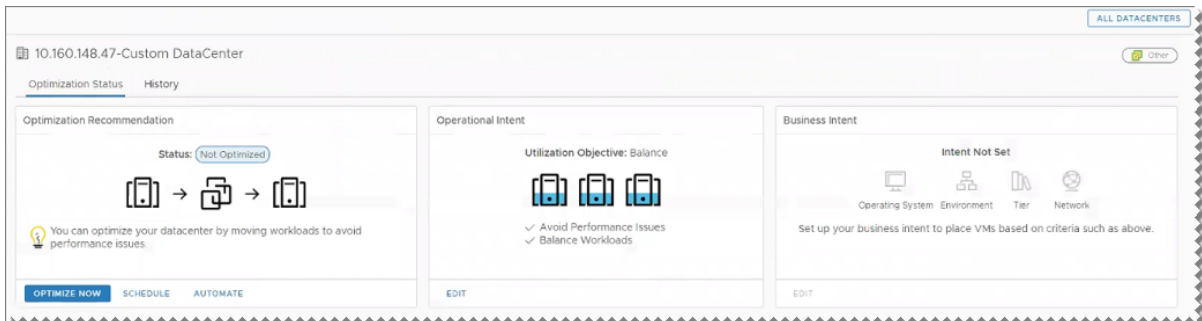 ALL DATACENTERS
10.160.148.47-Custom DataCenter
Other
Optimization Status
History
Optimization Recommendation
Status: Not Optimized
You can optimize your datacenter by moving workloads to avoid
performance issues.
OPTIMIZE NOW
SCHEDULE
AUTOMATE
Operational Intent
Utilization Objective: Balance
Avoid Performance Issues
Balance Workloads
EDIT
Business Intent
Intent Not Set
Operating System
Environment
Tier
Network
Set up your business intent to place VMs based on criteria such as above.
EDIT